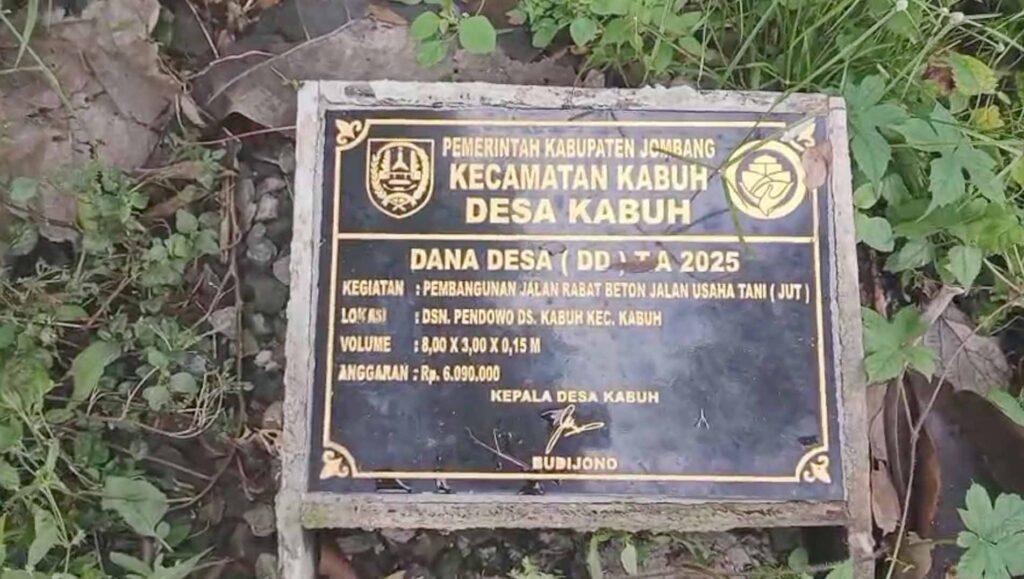 PEMERINTAH KABUPATEN JOMBANG
KECAMATAN KABUH
DESA KABUH
DANA DESA ( DD ) T A 2025
KEGIATAN : PEMBANGUNAN JALAN RABAT BETON JALAN USAHA TANI ( JUT )
LOKASI : DSN. PENDOWO DS. KABUH KEC. KABUH
VOLUME : 8,00 X 3,00 X 0,15 M
ANGGARAN : Rp. 6.090.000
KEPALA DESA KABUH
BUDIJONO